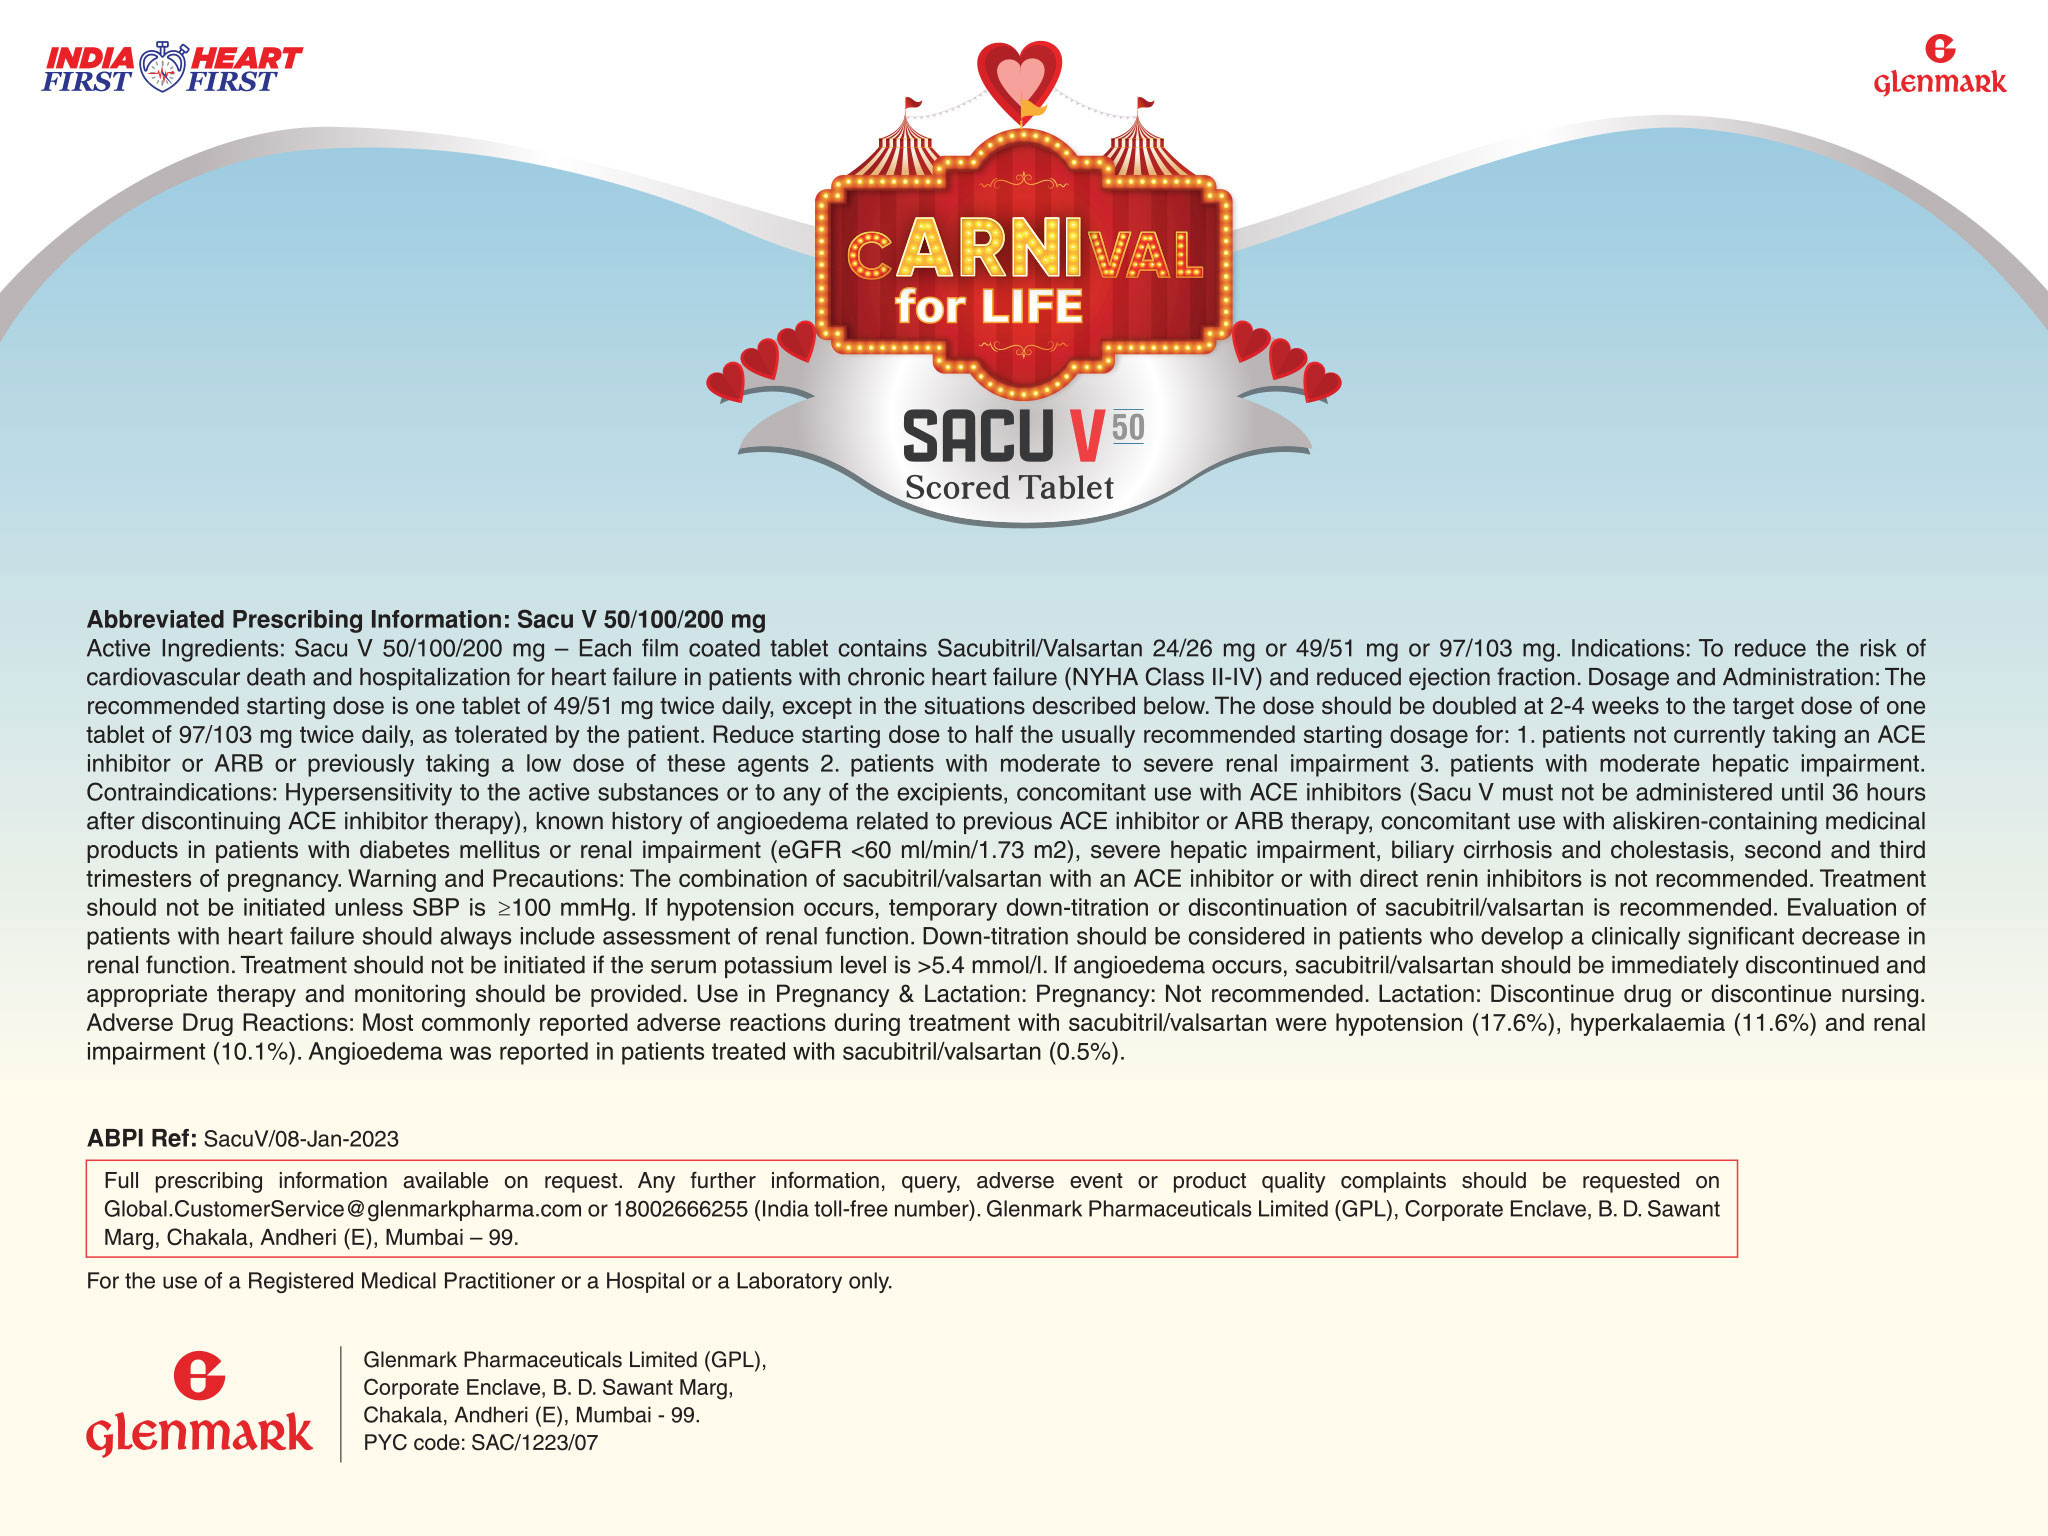 INDIA HEART
FIRST FIRST
Glenmark
CARNIVAL
for LIFE
SACU V 50
Scored Tablet
Abbreviated Prescribing Information: Sacu V 50/100/200 mg
Active Ingredients: Sacu V 50/100/200 mg – Each film coated tablet contains Sacubitril/Valsartan 24/26 mg or 49/51 mg or 97/103 mg. Indications: To reduce the risk of
cardiovascular death and hospitalization for heart failure in patients with chronic heart failure (NYHA Class II-IV) and reduced ejection fraction. Dosage and Administration: The
recommended starting dose is one tablet of 49/51 mg twice daily, except in the situations described below. The dose should be doubled at 2-4 weeks to the target dose of one
tablet of 97/103 mg twice daily, as tolerated by the patient. Reduce starting dose to half the usually recommended starting dosage for: 1. patients not currently taking an ACE
inhibitor or ARB or previously taking a low dose of these agents 2. patients with moderate to severe renal impairment 3. patients with moderate hepatic impairment.
Contraindications: Hypersensitivity to the active substances or to any of the excipients, concomitant use with ACE inhibitors (Sacu V must not be administered until 36 hours
after discontinuing ACE inhibitor therapy), known history of angioedema related to previous ACE inhibitor or ARB therapy, concomitant use with aliskiren-containing medicinal
products in patients with diabetes mellitus or renal impairment (eGFR <60 ml/min/1.73 m2), severe hepatic impairment, biliary cirrhosis and cholestasis, second and third
trimesters of pregnancy. Warning and Precautions: The combination of sacubitril/valsartan with an ACE inhibitor or with direct renin inhibitors is not recommended. Treatment
should not be initiated unless SBP is ≥100 mmHg. If hypotension occurs, temporary down-titration or discontinuation of sacubitril/valsartan is recommended. Evaluation of
patients with heart failure should always include assessment of renal function. Down-titration should be considered in patients who develop a clinically significant decrease in
renal function. Treatment should not be initiated if the serum potassium level is >5.4 mmol/l. If angioedema occurs, sacubitril/valsartan should be immediately discontinued and
appropriate therapy and monitoring should be provided. Use in Pregnancy & Lactation: Pregnancy: Not recommended. Lactation: Discontinue drug or discontinue nursing.
Adverse Drug Reactions: Most commonly reported adverse reactions during treatment with sacubitril/valsartan were hypotension (17.6%), hyperkalaemia (11.6%) and renal
impairment (10.1%). Angioedema was reported in patients treated with sacubitril/valsartan (0.5%).
ABPI Ref: SacuV/08-Jan-2023
Full prescribing information available on request. Any further information, query, adverse event or product quality complaints should be requested on
Global.CustomerService@glenmarkpharma.com or 18002666255 (India toll-free number). Glenmark Pharmaceuticals Limited (GPL), Corporate Enclave, B. D. Sawant
Marg, Chakala, Andheri (E), Mumbai – 99.
For the use of a Registered Medical Practitioner or a Hospital or a Laboratory only.
Glenmark
Glenmark Pharmaceuticals Limited (GPL),
Corporate Enclave, B. D. Sawant Marg,
Chakala, Andheri (E), Mumbai - 99.
PYC code: SAC/1223/07